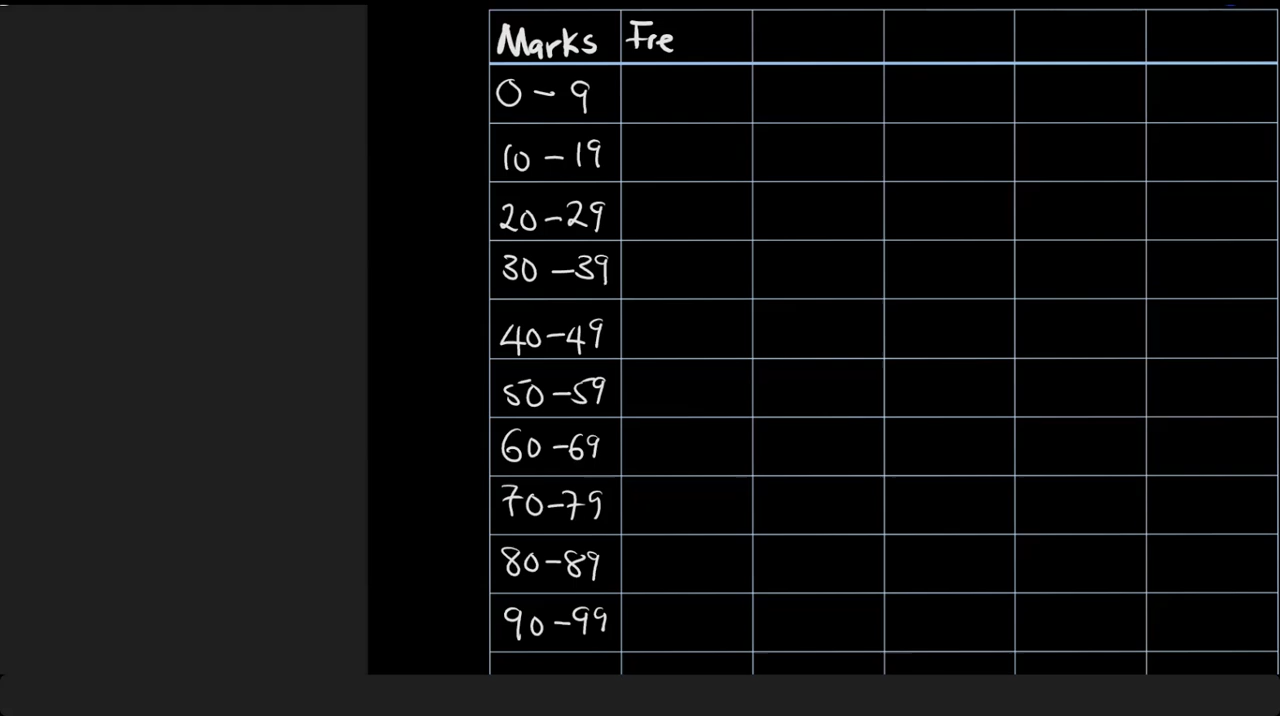 Marks Fre
0 - 9
10 - 19
20 - 29
30 - 39
40 - 49
50 - 59
60 - 69
70 - 79
80 - 89
90 - 99